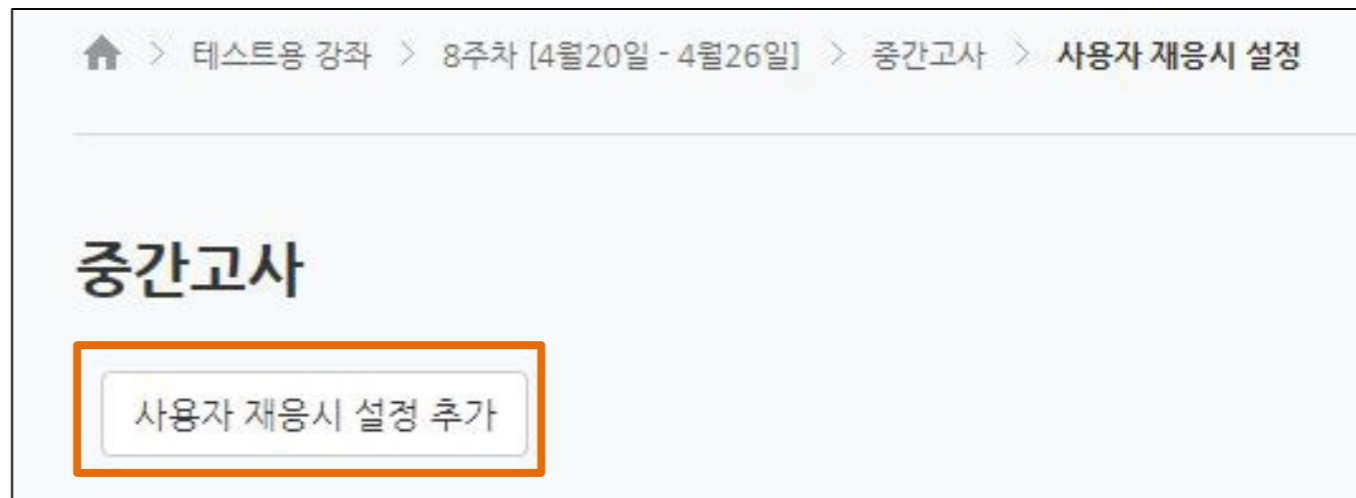 > 테스트용 강좌 > 8주차 [4월20일 - 4월26일] > 중간고사 > 사용자 재응시 설정
중간고사
사용자 재응시 설정 추가